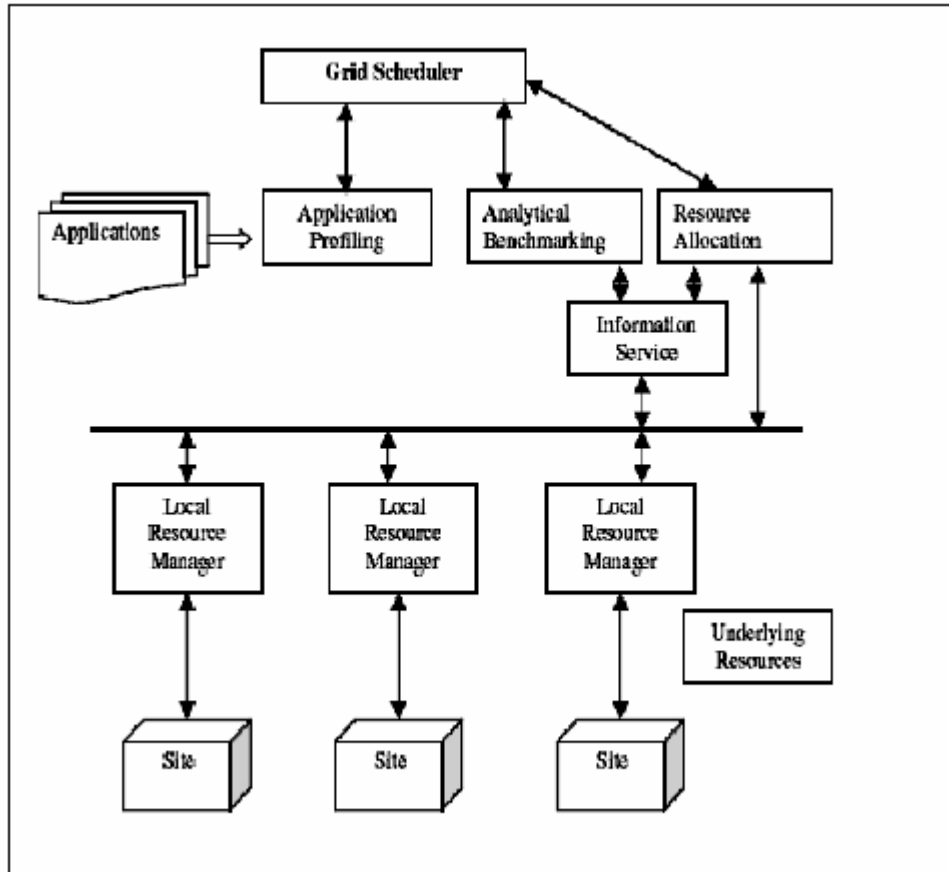 Grid Scheduler
Applications
Application
Profiling
Analytical
Benchmarking
Resource
Allocation
Information
Service
Local
Resource
Manager
Local
Resource
Manager
Local
Resource
Manager
Underlying
Resources
Site
Site
Site